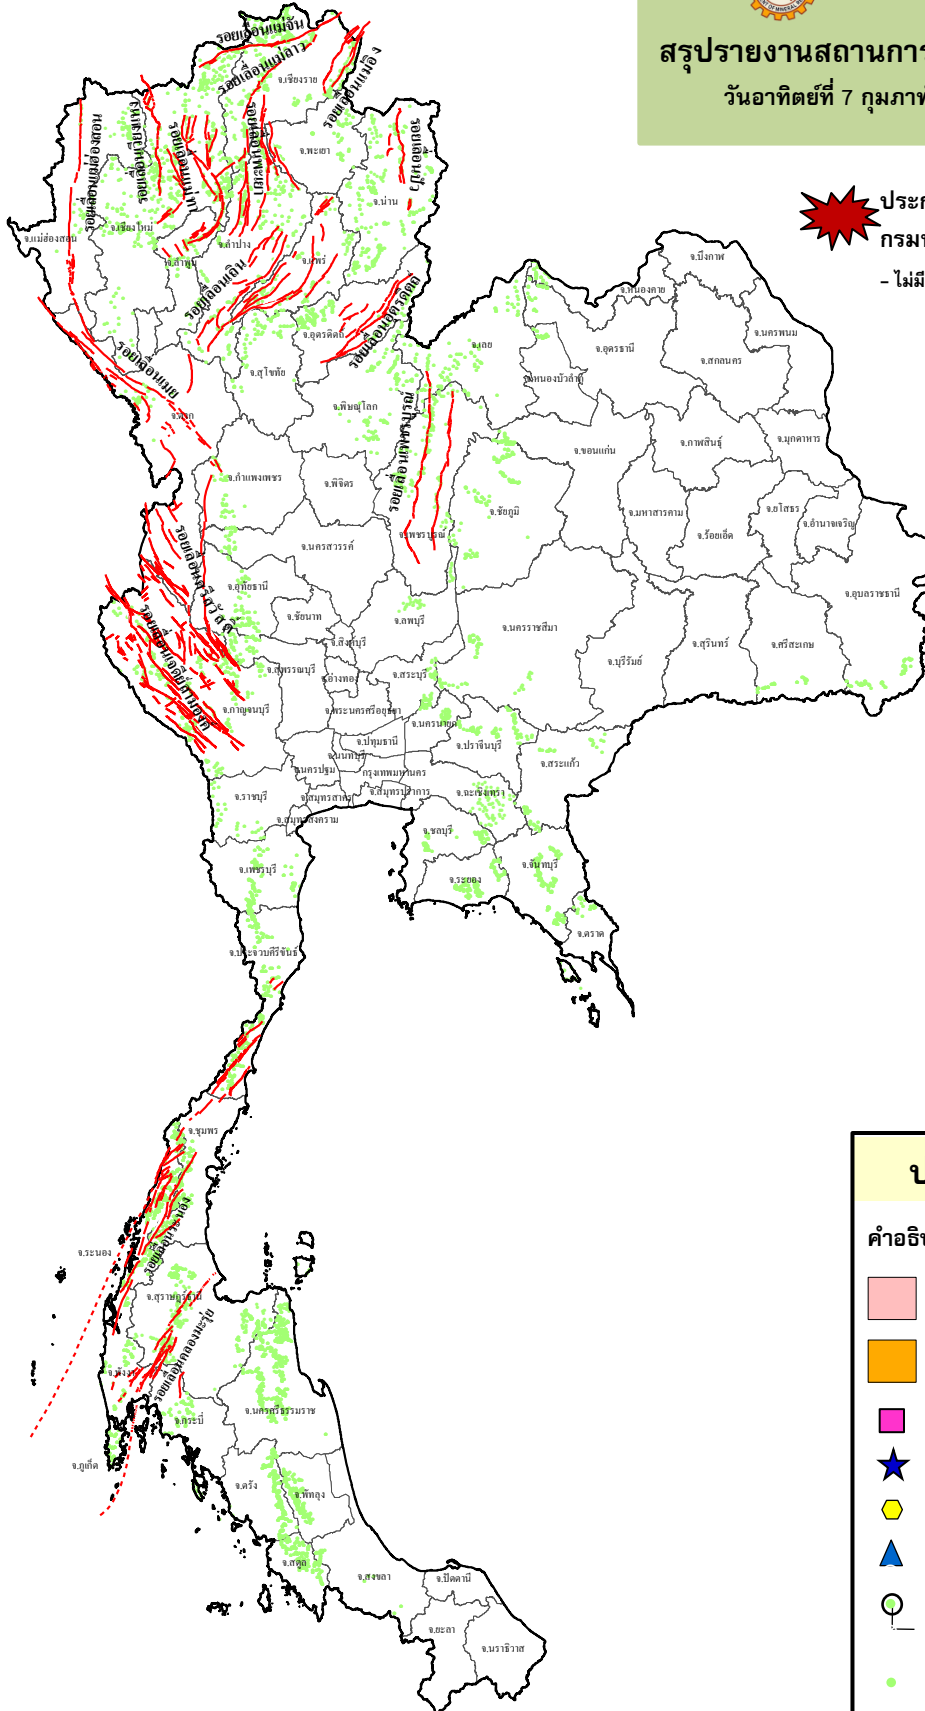 สรุปรายงานสถานการ
วันอาทิตย์ที่ 7 กุมภาพ
ประก
กรมท
- ไม่มี
รอยเลื่อนแม่จัน
รอยเลื่อนแม่ลาว
จ.เชียงราย
รอยเลื่อนแม่อิง
รอยเลื่อนแม่ฮ่องสอน
รอยเลื่อนแม่ทา
รอยเลื่อนพะเยา
จ.พะเยา
รอยเลื่อนปัว
จ.น่าน
จ.แม่ฮ่องสอน
จ.เชียงใหม่
จ.ลำปาง
จ.ลำพูน
จ.แพร่
รอยเลื่อนเถิน
จ.อุตรดิตถ์
รอยเลื่อนอุตรดิตถ์
จ.บึงกาฬ
จ.หนองคาย
จ.นครพนม
จ.เลย
จ.อุดรธานี
จ.สกลนคร
รอยเลื่อนเมย
จ.สุโขทัย
จ.หนองบัวลำภู
จ.ตาก
จ.พิษณุโลก
รอยเลื่อนเพชรบูรณ์
จ.ขอนแก่น
จ.กาฬสินธุ์
จ.มุกดาหาร
จ.กำแพงเพชร
จ.พิจิตร
จ.ชัยภูมิ
จ.มหาสารคาม
จ.ยโสธร
จ.อำนาจเจริญ
จ.ร้อยเอ็ด
จ.เพชรบูรณ์
จ.นครสวรรค์
รอยเลื่อนศรีสวัสดิ์
จ.อุทัยธานี
จ.อุบลราชธานี
จ.ชัยนาท
จ.ลพบุรี
จ.นครราชสีมา
จ.สิงห์บุรี
จ.สุรินทร์
จ.ศรีสะเกษ
จ.บุรีรัมย์
รอยเลื่อนเจดีย์สามองค์
จ.สุพรรณบุรี
จ.อ่างทอง
จ.สระบุรี
จ.กาญจนบุรี
จ.พระนครศรีอยุธยา
จ.นครนายก
จ.ปทุมธานี
จ.ปราจีนบุรี
จ.นนทบุรี
จ.สระแก้ว
จ.นครปฐม
กรุงเทพมหานคร
จ.ราชบุรี
จ.สมุทรสาคร
จ.สมุทรปราการ
จ.ฉะเชิงเทรา
จ.สมุทรสงคราม
จ.ชลบุรี
จ.เพชรบุรี
จ.ระยอง
จ.จันทบุรี
จ.ตราด
จ.ประจวบคีรีขันธ์
จ.ชุมพร
รอยเลื่อนระนอง
จ.ระนอง
จ.สุราษฎร์ธานี
รอยเลื่อนคลองมะรุ่ย
จ.พังงา
จ.กระบี่
จ.นครศรีธรรมราช
จ.ภูเก็ต
จ.ตรัง
จ.พัทลุง
จ.สตูล
จ.สงขลา
จ.ปัตตานี
จ.ยะลา
จ.นราธิวาส
คำอธิบ